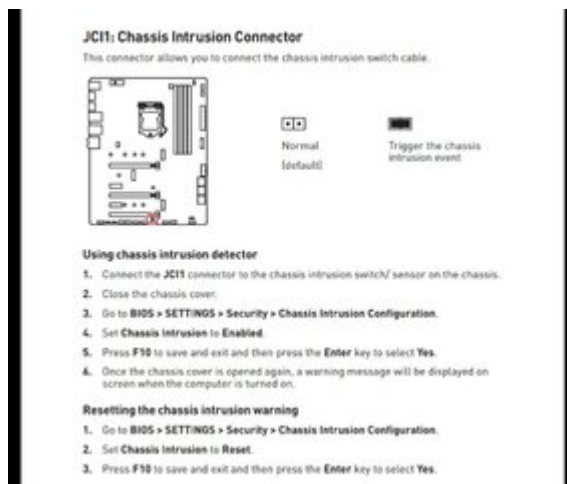 JCI1: Chassis Intrusion Connector
This connector allows you to connect the chassis intrusion switch cable.
Normal
(default)
Trigger the chassis
intrusion event
Using chassis intrusion detector
1. Connect the JCI1 connector to the chassis intrusion switch/ sensor on the chassis.
2. Close the chassis cover.
3. Go to BIOS > SETTINGS > Security > Chassis Intrusion Configuration.
4. Set Chassis Intrusion to Enabled.
5. Press F10 to save and exit and then press the Enter key to select Yes.
6. Once the chassis cover is opened again, a warning message will be displayed on
screen when the computer is turned on.
Resetting the chassis intrusion warning
1. Go to BIOS > SETTINGS > Security > Chassis Intrusion Configuration.
2. Set Chassis Intrusion to Reset.
3. Press F10 to save and exit and then press the Enter key to select Yes.